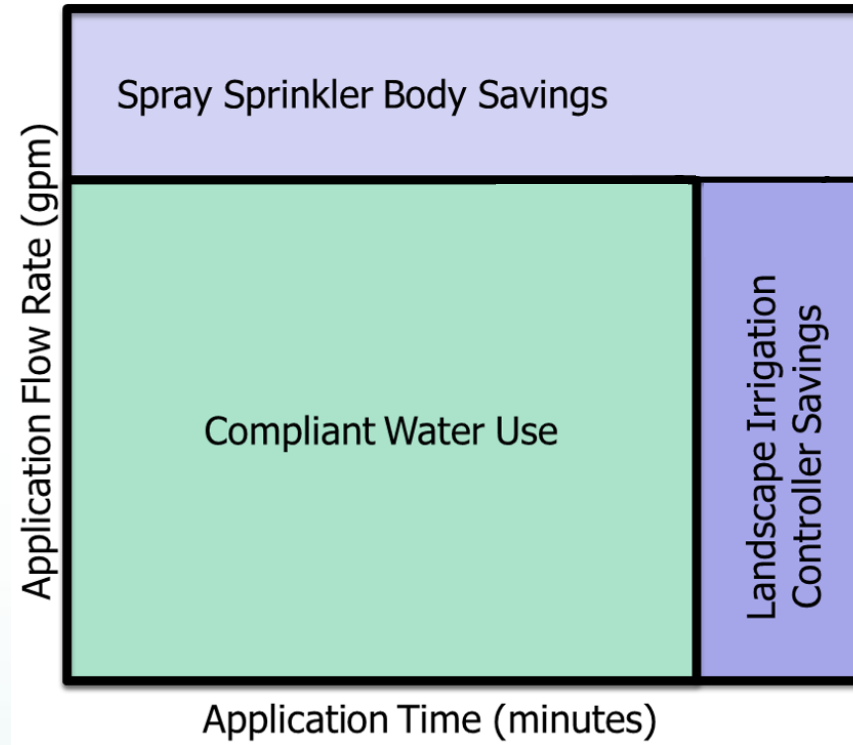 Spray Sprinkler Body Savings
Application Flow Rate (gpm)
Compliant Water Use
Landscape Irrigation
Controller Savings
Application Time (minutes)